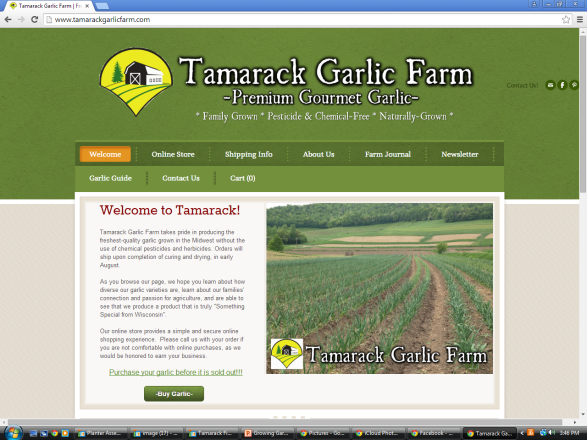 Tamarack Garlic Farm | Fr
www.tamarackgarlicfarm.com
Tamarack Garlic Farm
-Premium Gourmet Garlic-
* Family Grown * Pesticide & Chemical-Free * Naturally-Grown *
Contact Us!
Welcome Online Store Shipping Info About Us Farm Journal Newsletter
Garlic Guide Contact Us Cart (0)
Welcome to Tamarack!
Tamarack Garlic Farm takes pride in producing the
freshest-quality garlic grown in the Midwest without the
use of chemical pesticides and herbicides. Orders will
ship upon completion of curing and drying, in early
August.
As you browse our page, we hope you learn about how
diverse our garlic varieties are, learn about our families'
connection and passion for agriculture, and are able to
see that we produce a product that is truly "Something
Special from Wisconsin".
Our online store provides a simple and secure online
shopping experience. Please call us with your order if
you are not comfortable with online purchases, as we
would be honored to earn your business.
Purchase your garlic before it is sold out!!!
-Buy Garlic-
Tamarack Garlic Farm
Planter Asse... image (17) - ... Tamarack Fi... Growing Gar... Pictures - Go... iCloud Phot... Facebook - ... Tamarack Ga... 3:46 PM